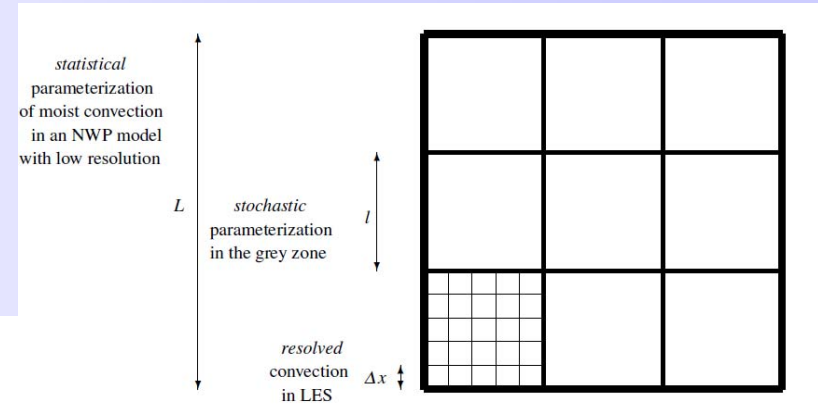 statistical
parameterization
of moist convection
in an NWP model
with low resolution
L
stochastic
parameterization
in the grey zone
l
resolved
convection
in LES
Δx